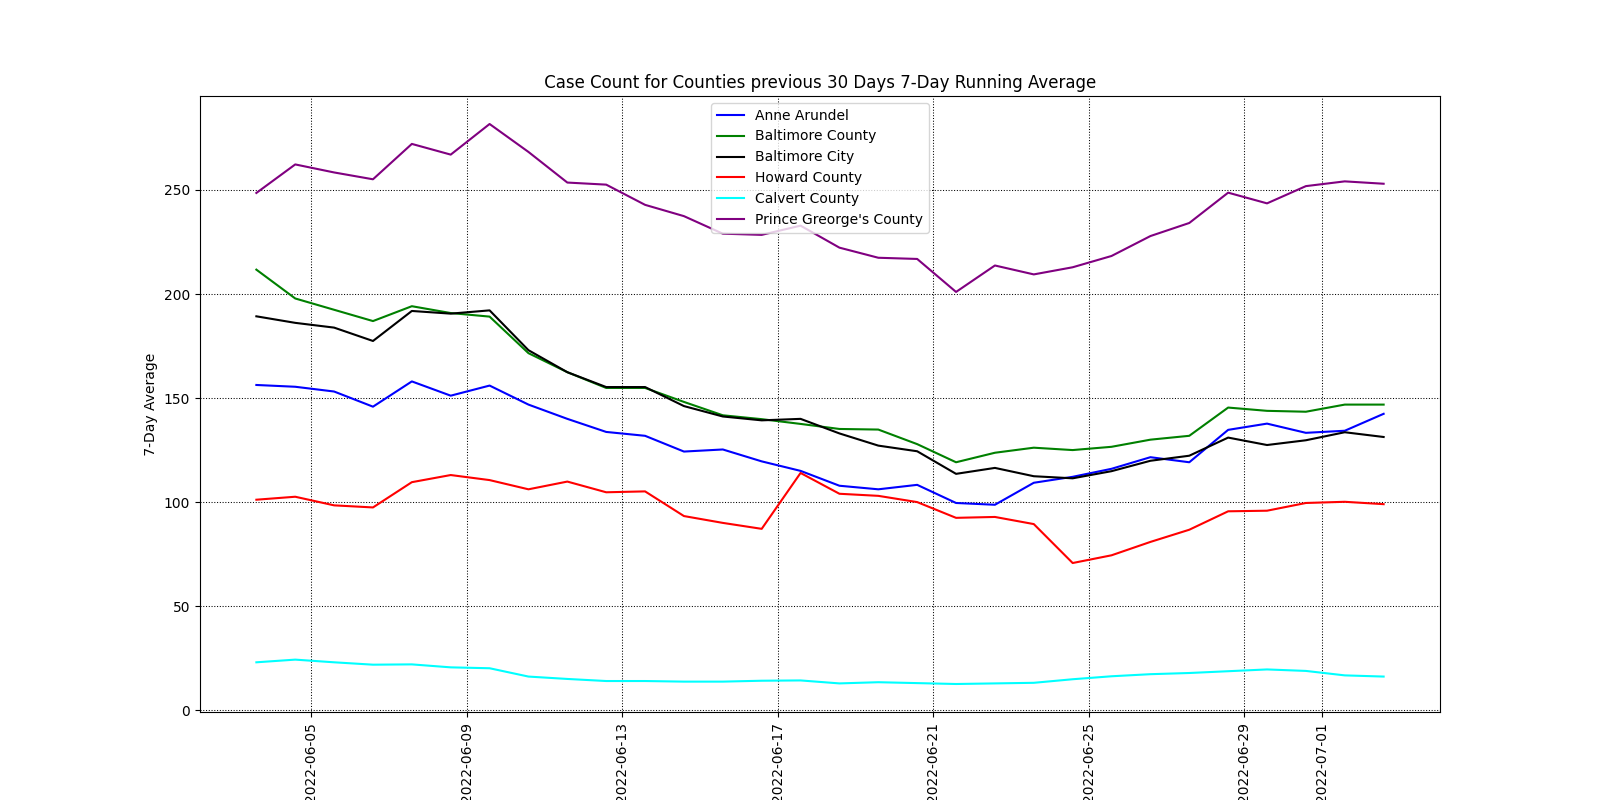 Case Count for Counties previous 30 Days 7-Day Running Average
Anne Arundel
Baltimore County
Baltimore City
Howard County
Calvert County
Prince Greorge's County
7-Day Average
250
200
150
100
50
0
2022-06-05
2022-06-09
2022-06-13
2022-06-17
2022-06-21
2022-06-25
2022-06-29
2022-07-01